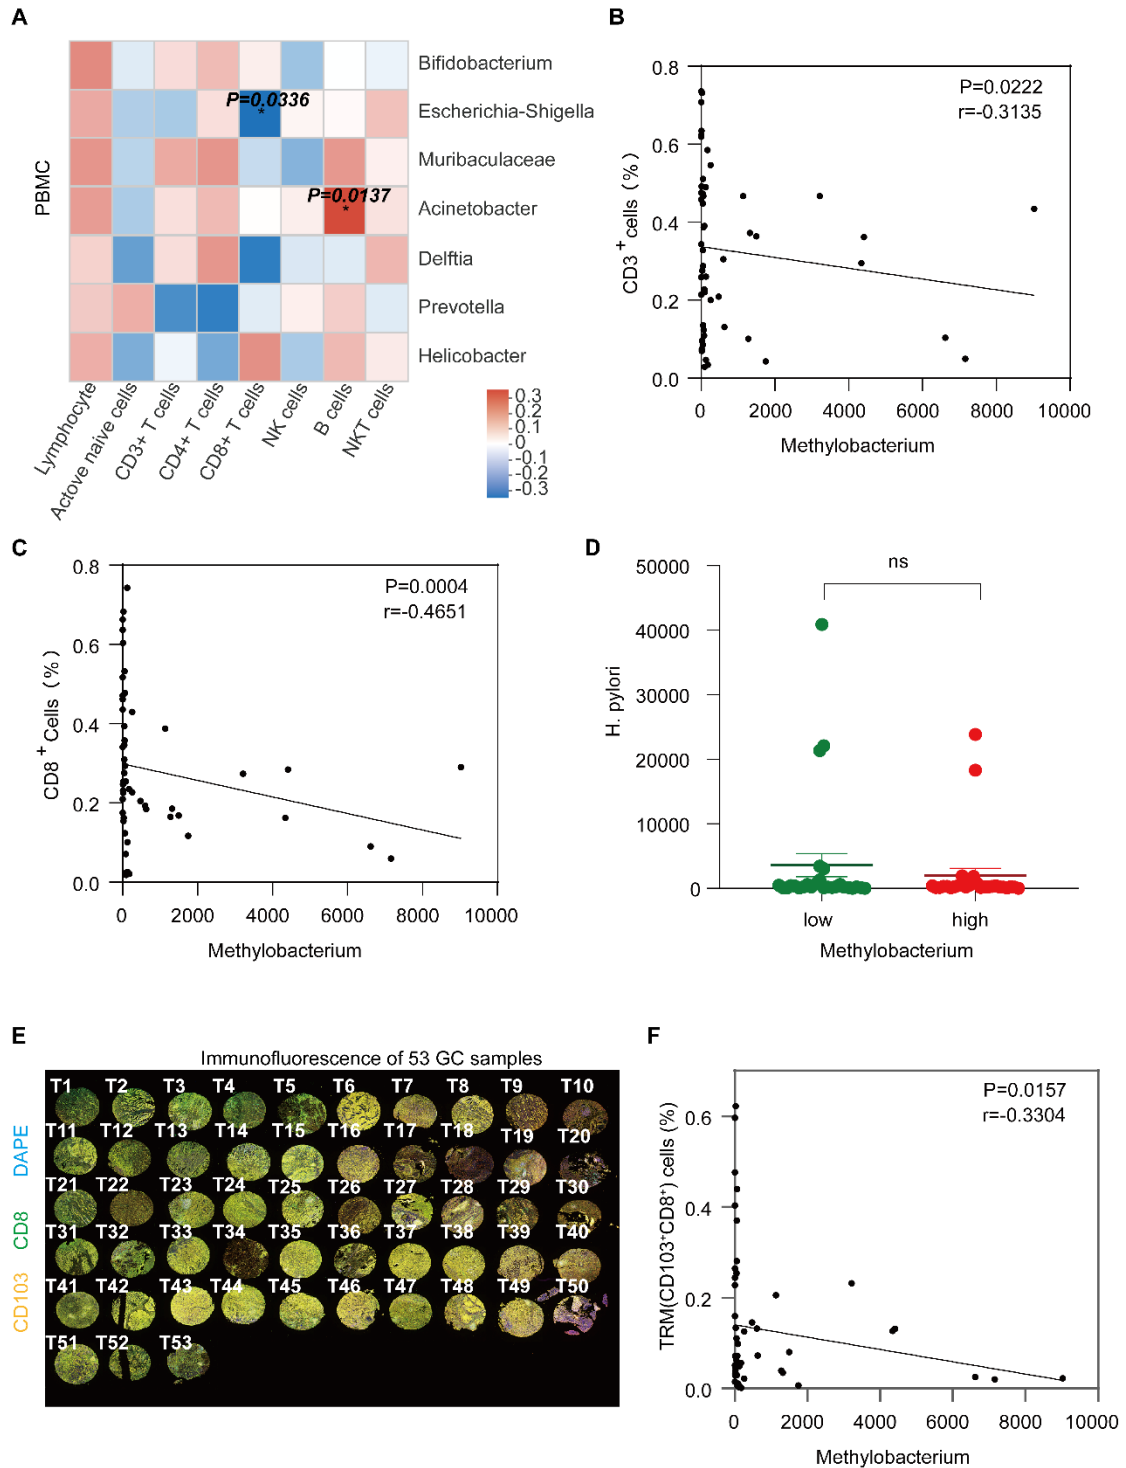 A
Bifidobacterium
P=0.0336
*
Escherichia-Shigella
Muribaculaceae
P=0.0137
*
Acinetobacter
Delftia
Prevotella
Helicobacter
PBMC
Lymphocyte
Actove naive cells
CD3+ T cells
CD4+ T cells
CD8+ T cells
NK cells
B cells
NKT cells
0.3
0.2
0.1
0
-0.1
-0.2
-0.3
B
P=0.0222
r=-0.3135
CD3 + cells (%)
0.8
0.6
0.4
0.2
0.0
0 2000 4000 6000 8000 10000
Methylobacterium
C
P=0.0004
r=-0.4651
CD8 + Cells (%)
0.8
0.6
0.4
0.2
0.0
0 2000 4000 6000 8000 10000
Methylobacterium
D
ns
H. pylori
50000
40000
30000
20000
10000
0
low high
Methylobacterium
E
Immunofluorescence of 53 GC samples
CD103 CD8 DAPE
T1 T2 T3 T4 T5 T6 T7 T8 T9 T10
T11 T12 T13 T14 T15 T16 T17 T18 T19 T20
T21 T22 T23 T24 T25 T26 T27 T28 T29 T30
T31 T32 T33 T34 T35 T36 T37 T38 T39 T40
T41 T42 T43 T44 T45 T46 T47 T48 T49 T50
T51 T52 T53
F
P=0.0157
r=-0.3304
TRM(CD103+CD8+) cells (%)
0.6
0.4
0.2
0.0
0 2000 4000 6000 8000 10000
Methylobacterium